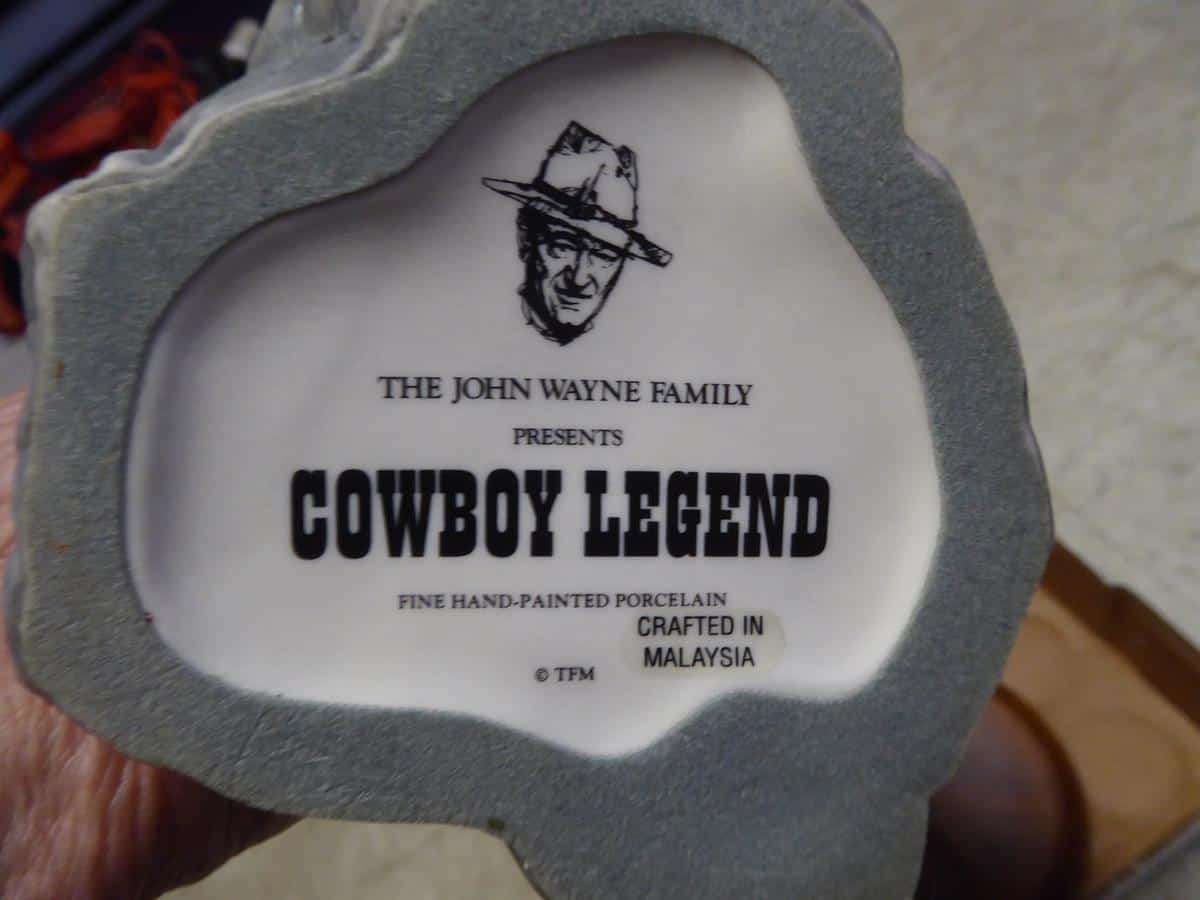 THE JOHN WAYNE FAMILY
PRESENTS
COWBOY LEGEND
FINE HAND-PAINTED PORCELAIN
CRAFTED IN
MALAYSIA
© TFM